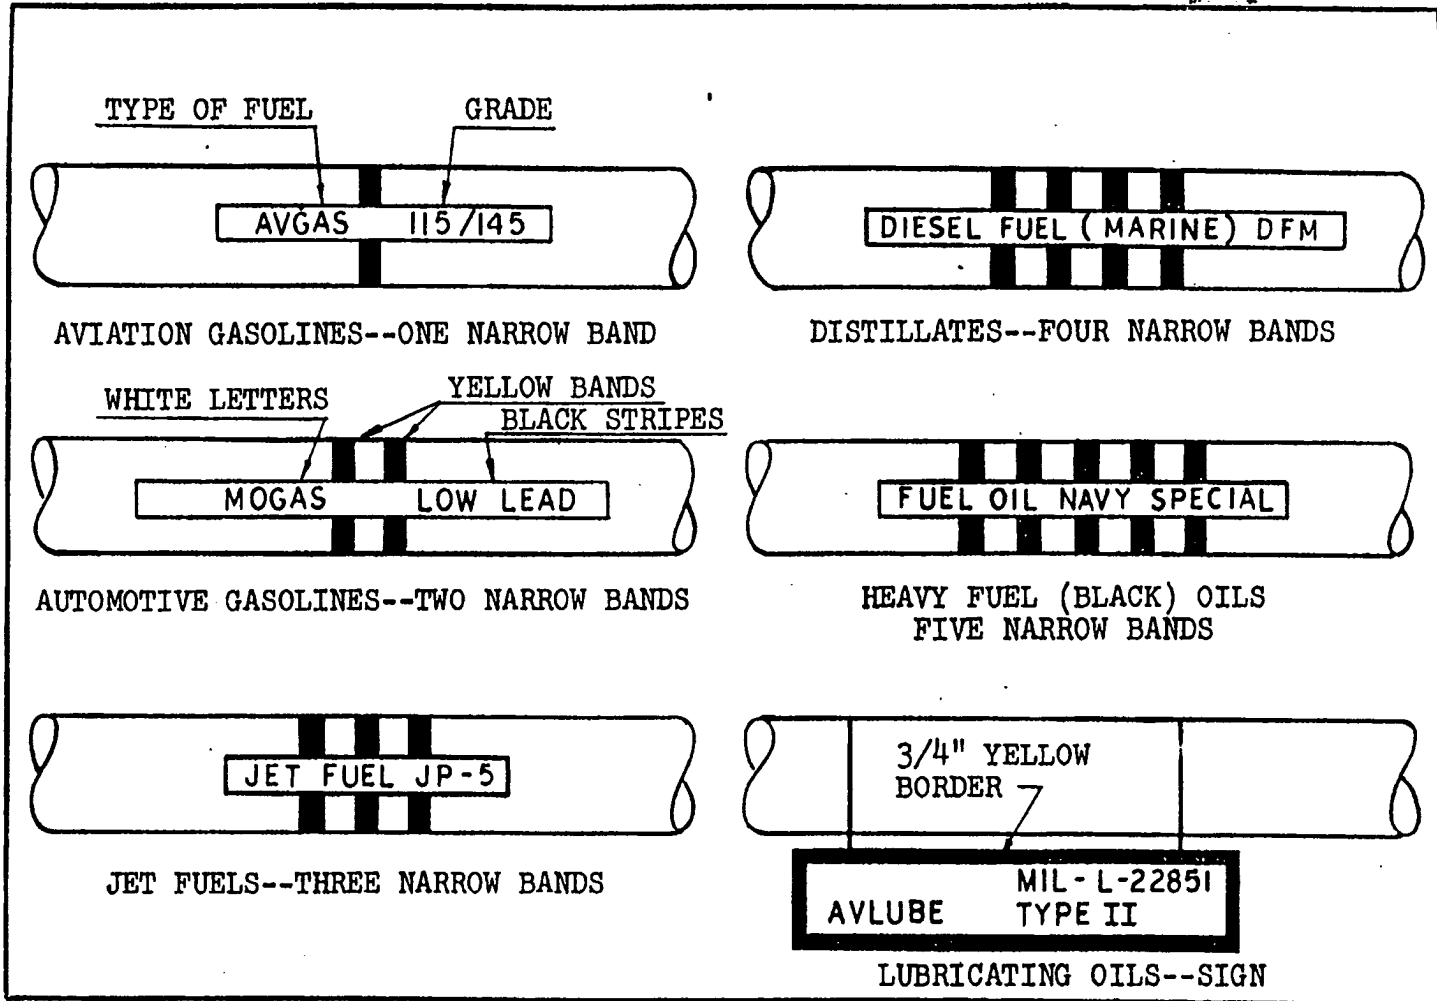 TYPE OF FUEL GRADE
AVGAS 115/145
AVIATION GASOLINES--ONE NARROW BAND
DIESEL FUEL (MARINE) DFM
DISTILLATES--FOUR NARROW BANDS
WHITE LETTERS
YELLOW BANDS
BLACK STRIPES
MOGAS LOW LEAD
AUTOMOTIVE GASOLINES--TWO NARROW BANDS
FUEL OIL NAVY SPECIAL
HEAVY FUEL (BLACK) OILS
FIVE NARROW BANDS
JET FUEL JP-5
JET FUELS--THREE NARROW BANDS
3/4" YELLOW
BORDER
MIL-L-22851
AVLUBE TYPE II
LUBRICATING OILS--SIGN